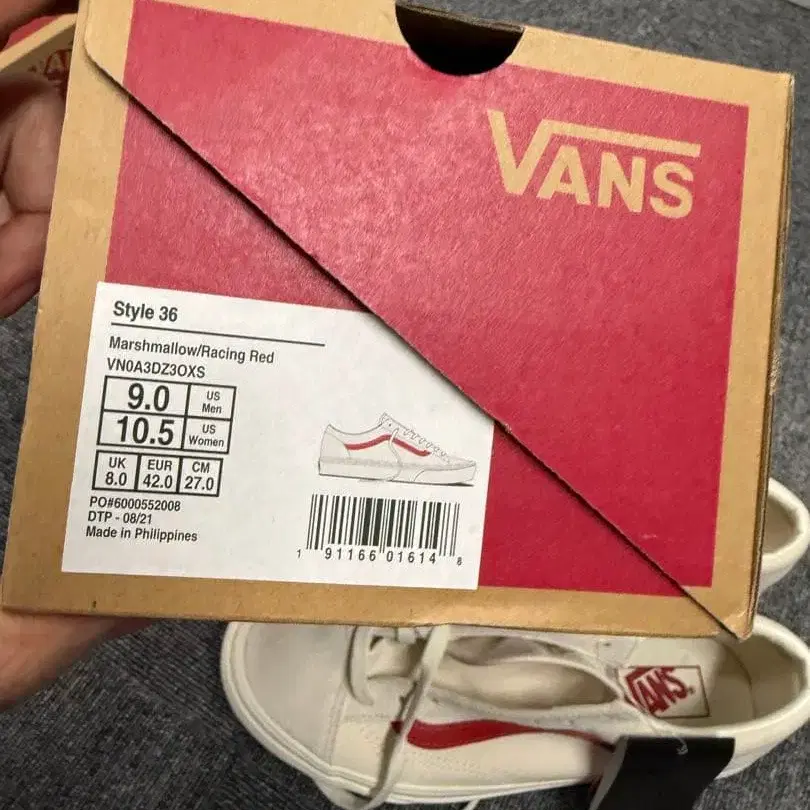 VANS
Style 36
Marshmallow/Racing Red
VN0A3DZ3OXS
9.0 US Men
10.5 US Women
UK 8.0 EUR 42.0 CM 27.0
PO#6000552008
DTP - 08/21
Made in Philippines
1 91166 01614 8
VANS